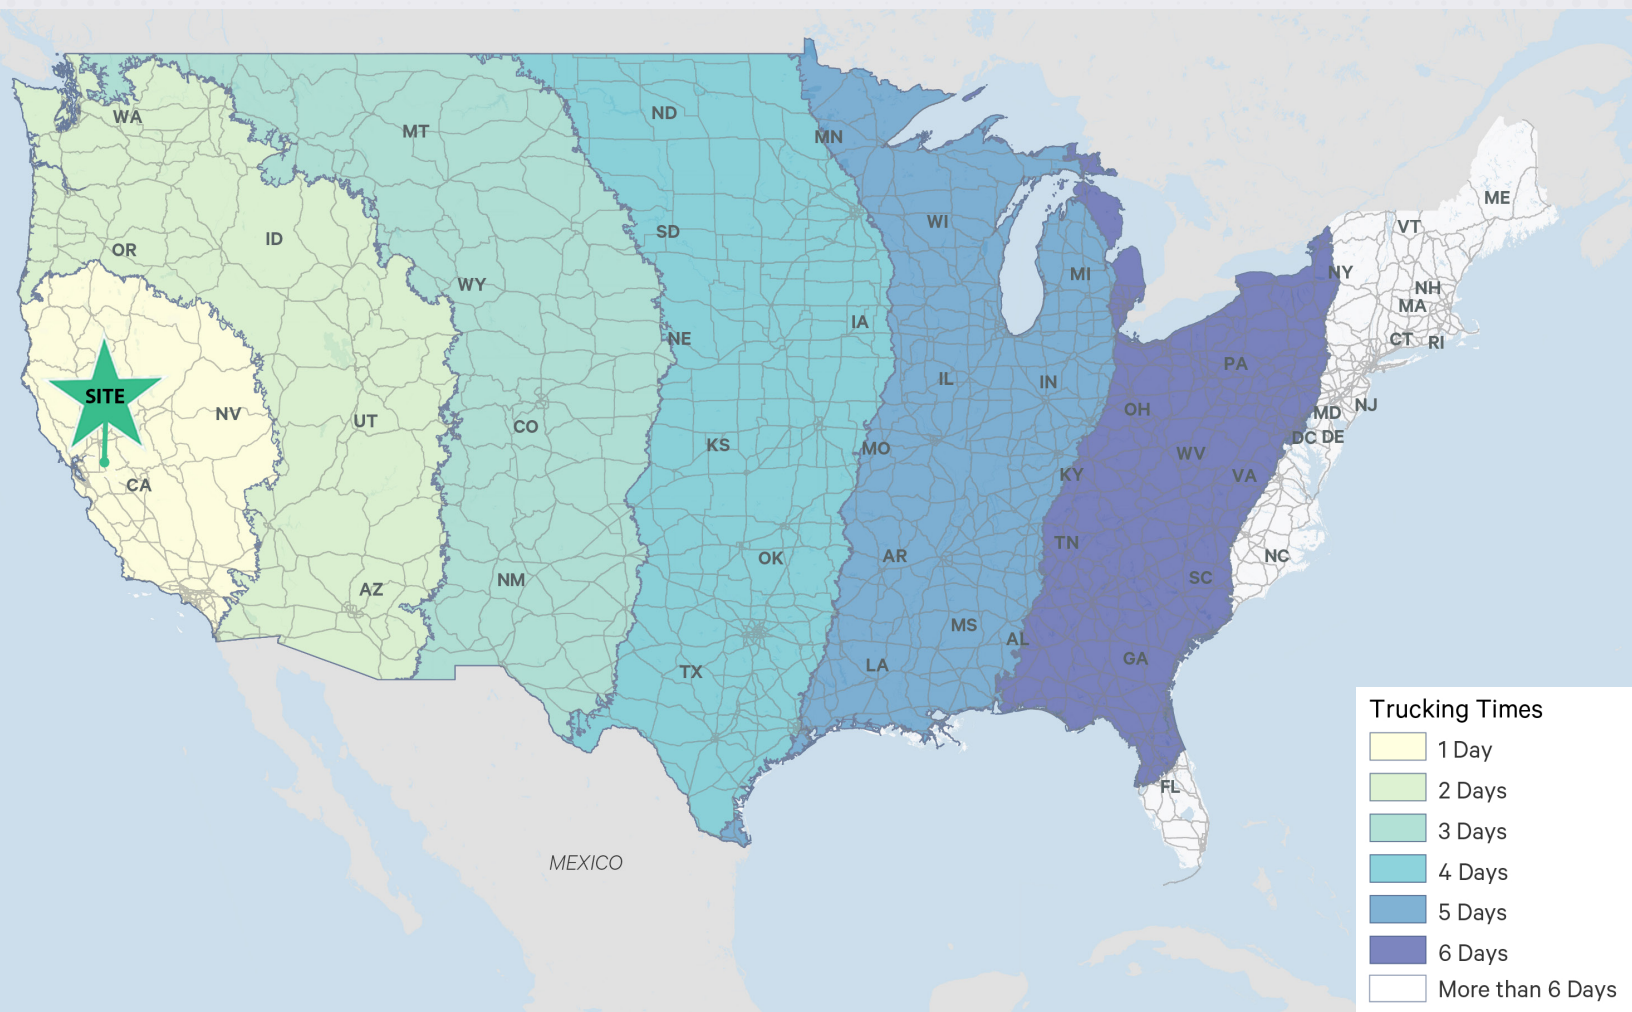 WA
MT
ND
MN
ME
OR
ID
SD
WI
VT
WY
MI
NY
NH
MA
NE
IA
CT
RI
PA
SITE
NV
UT
CO
IL
IN
OH
MD
NJ
KS
MO
DC
DE
CA
KY
WV
VA
AZ
NM
OK
AR
TN
NC
SC
TX
LA
MS
AL
GA
FL
MEXICO
Trucking Times
1 Day
2 Days
3 Days
4 Days
5 Days
6 Days
More than 6 Days